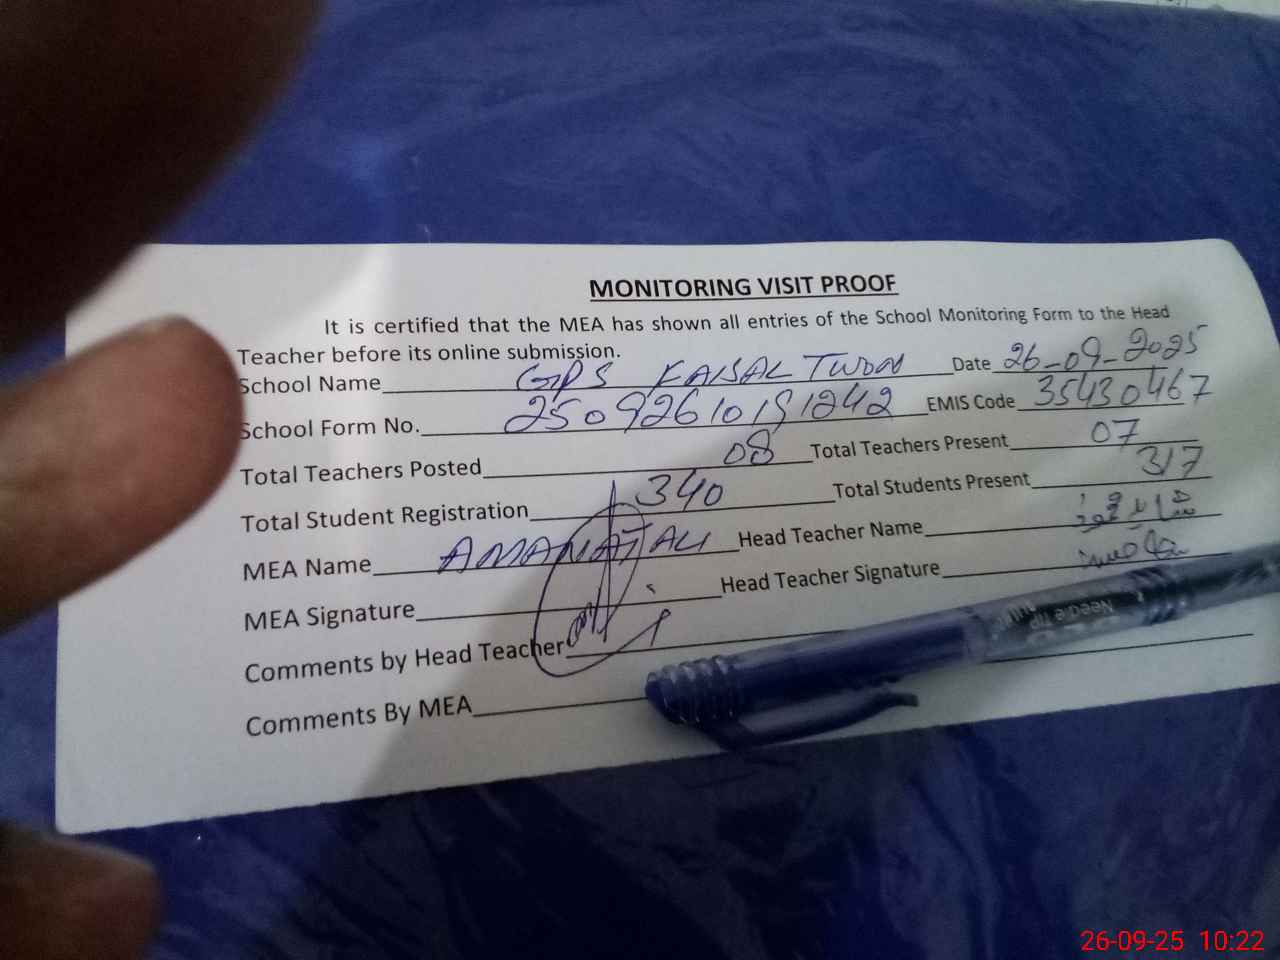 MONITORING VISIT PROOF
It is certified that the MEA has shown all entries of the School Monitoring Form to the Head
Teacher before its online submission.
School Name GPS FAISAL TWON Date 26-09-2025
School Form No. 25092610191242 EMIS Code 35430467
Total Teachers Posted 08 Total Teachers Present 07
Total Student Registration 340 Total Students Present 317
MEA Name AMANAT ALI Head Teacher Name
MEA Signature Head Teacher Signature
Comments by Head Teacher
Comments By MEA
Needle TIP
26-09-25 10:22